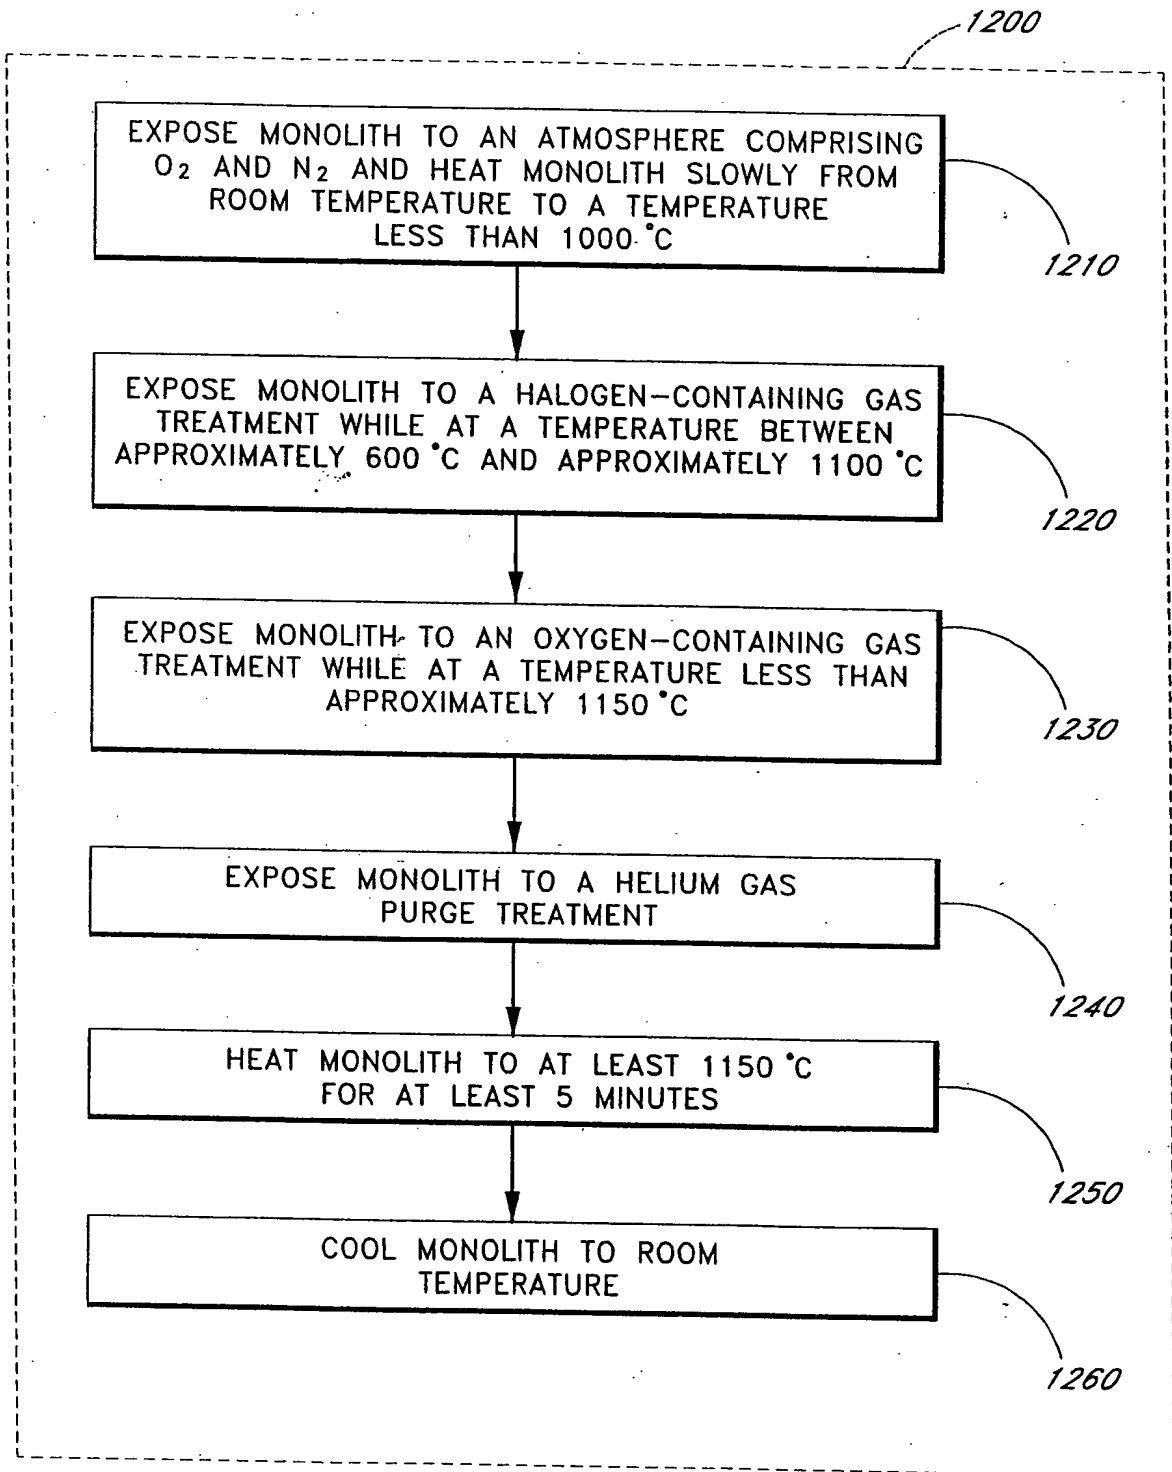 1200
EXPOSE MONOLITH TO AN ATMOSPHERE COMPRISING
O₂ AND N₂ AND HEAT MONOLITH SLOWLY FROM
ROOM TEMPERATURE TO A TEMPERATURE
LESS THAN 1000 °C
1210
EXPOSE MONOLITH TO A HALOGEN-CONTAINING GAS
TREATMENT WHILE AT A TEMPERATURE BETWEEN
APPROXIMATELY 600 °C AND APPROXIMATELY 1100 °C
1220
EXPOSE MONOLITH TO AN OXYGEN-CONTAINING GAS
TREATMENT WHILE AT A TEMPERATURE LESS THAN
APPROXIMATELY 1150 °C
1230
EXPOSE MONOLITH TO A HELIUM GAS
PURGE TREATMENT
1240
HEAT MONOLITH TO AT LEAST 1150 °C
FOR AT LEAST 5 MINUTES
1250
COOL MONOLITH TO ROOM
TEMPERATURE
1260